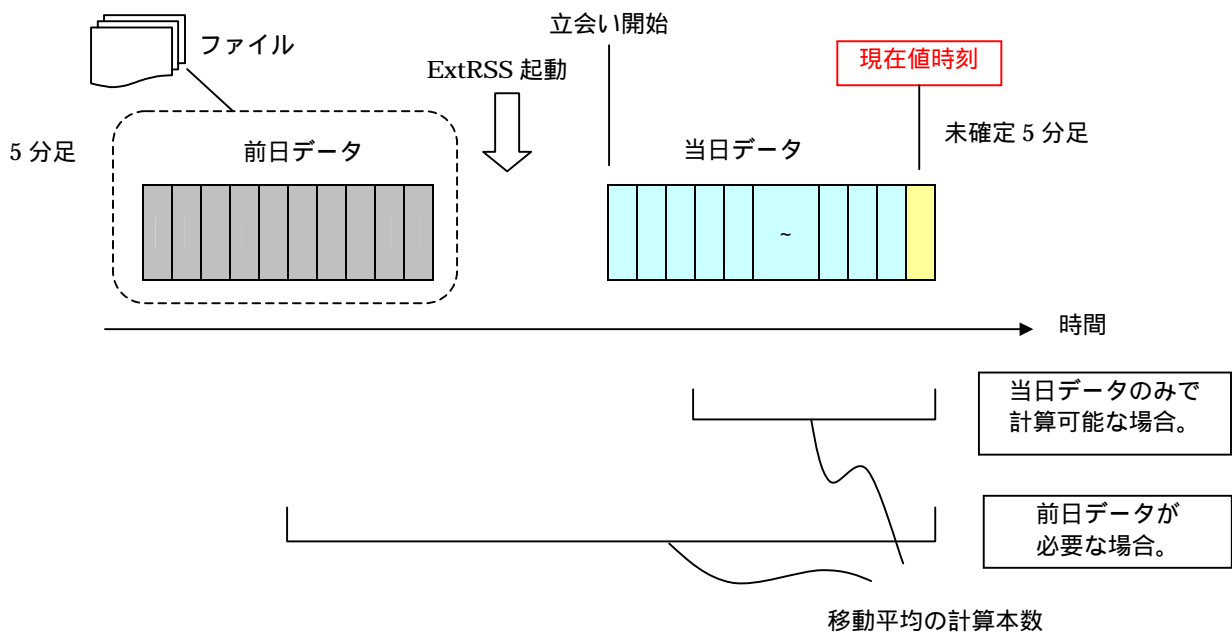 立会い開始
ファイル
現在値時刻
ExtRSS 起動
未確定 5 分足
5 分足
前日データ
当日データ
~
時間
当日データのみで
計算可能な場合。
前日データが
必要な場合。
移動平均の計算本数